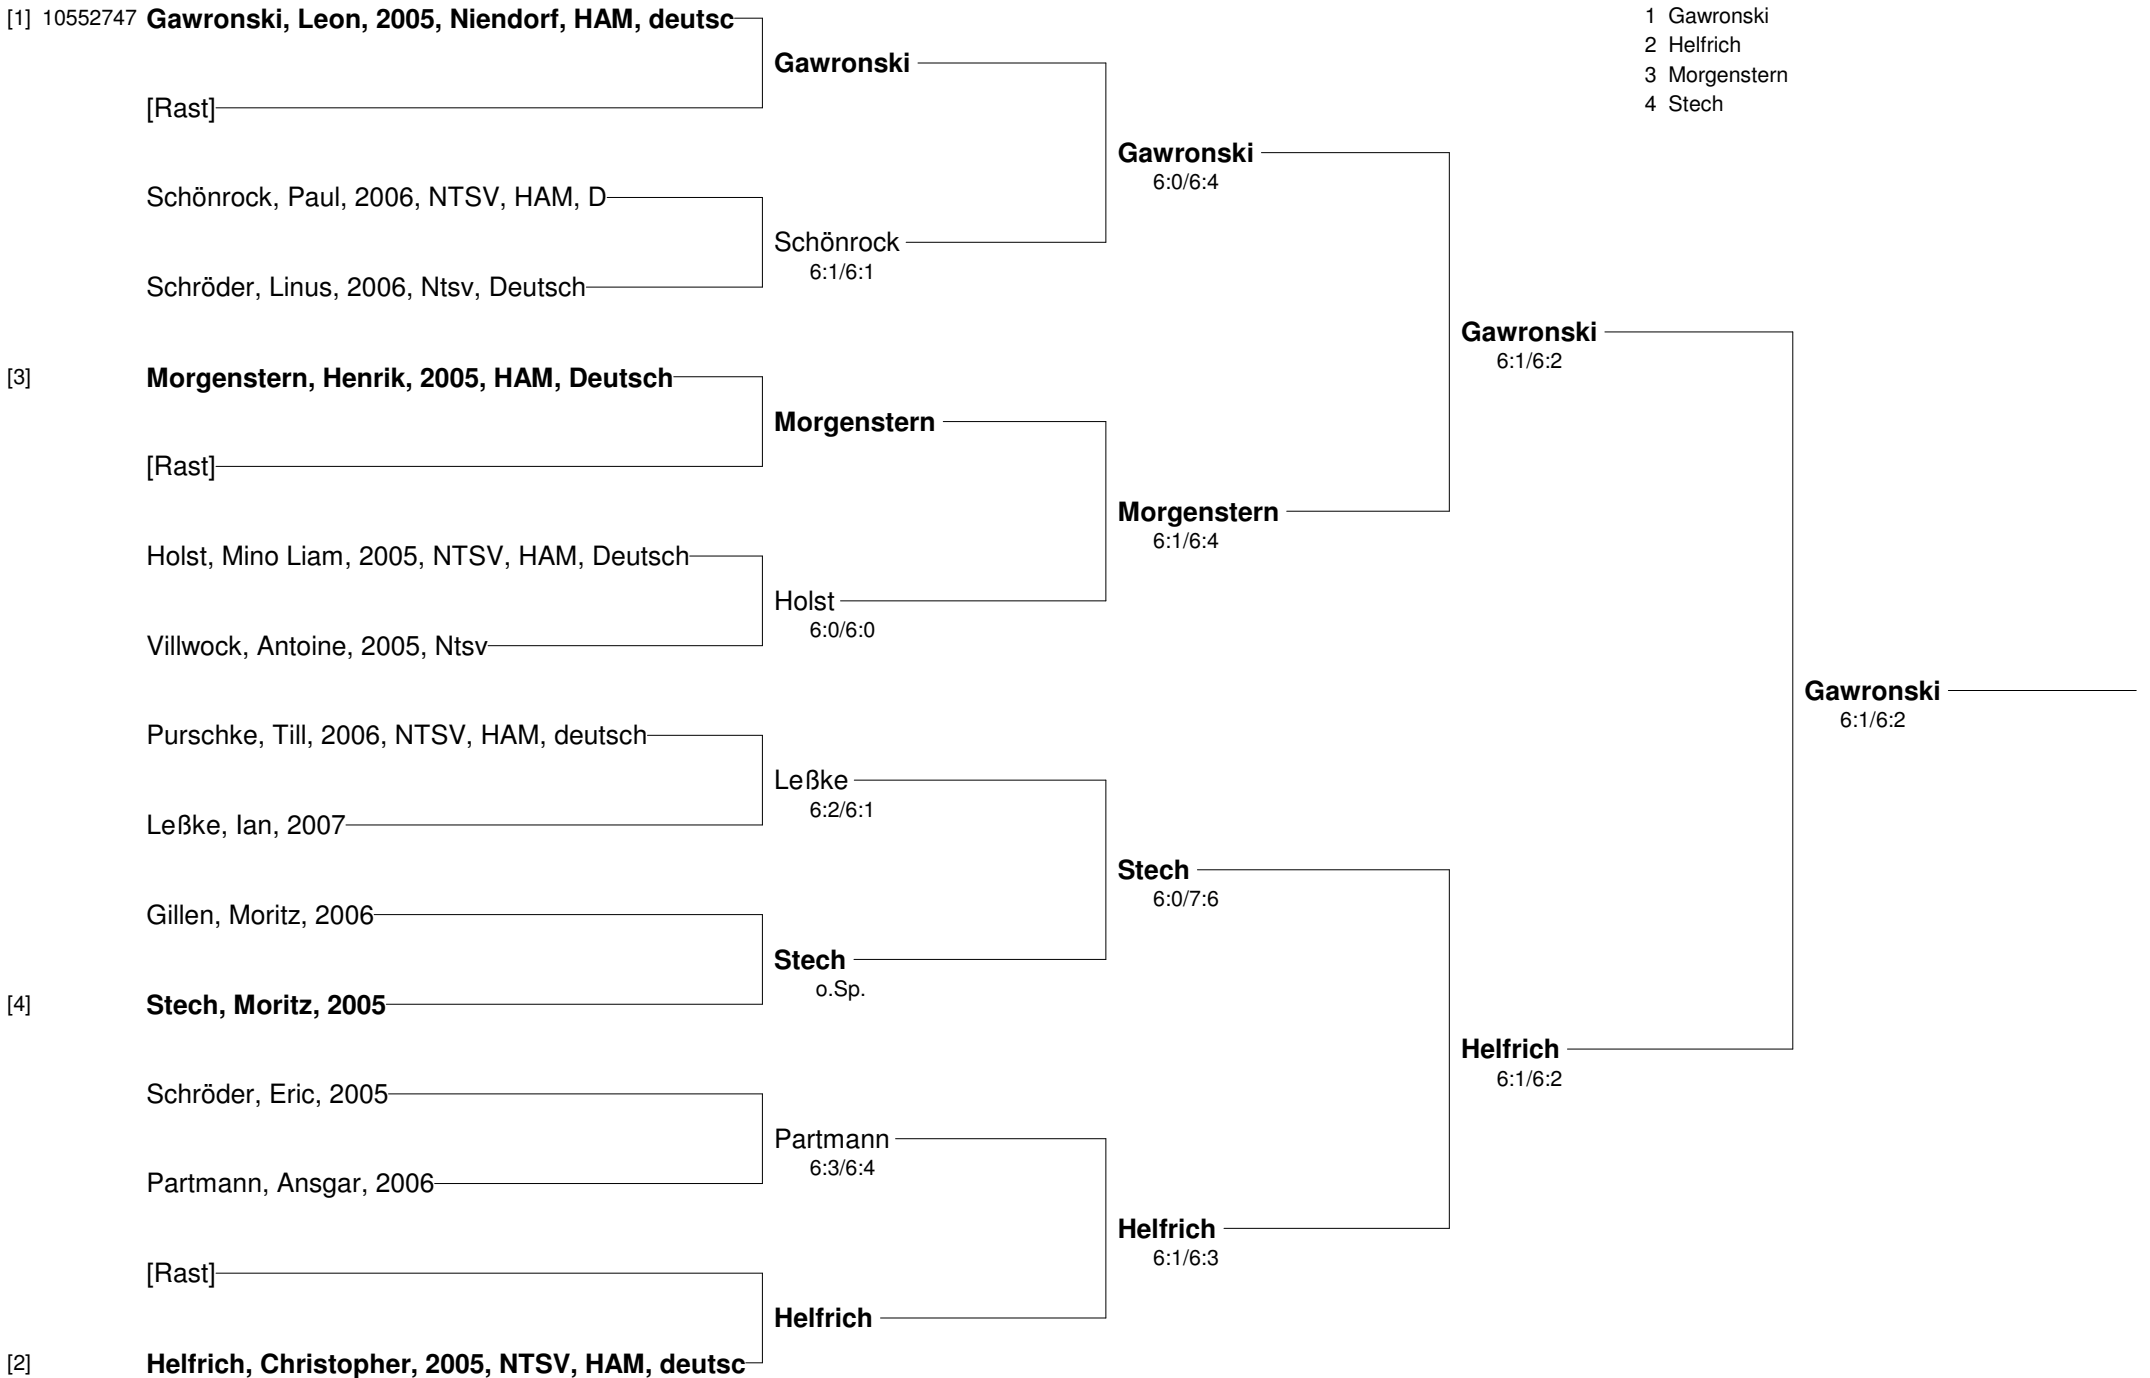 [1] 10552747 Gawronski, Leon, 2005, Niendorf, HAM, deutsc
[Rast]
Schönrock, Paul, 2006, NTSV, HAM, D
Schröder, Linus, 2006, Ntsv, Deutsch
[3] Morgenstern, Henrik, 2005, HAM, Deutsch
[Rast]
Holst, Mino Liam, 2005, NTSV, HAM, Deutsch
Villwock, Antoine, 2005, Ntsv
Purschke, Till, 2006, NTSV, HAM, deutsch
Leßke, Ian, 2007
Gillen, Moritz, 2006
[4] Stech, Moritz, 2005
Schröder, Eric, 2005
Partmann, Ansgar, 2006
[Rast]
[2] Helfrich, Christopher, 2005, NTSV, HAM, deutsc
Gawronski
Schönrock
6:1/6:1
Morgenstern
Holst
6:0/6:0
Leßke
6:2/6:1
Stech
o.Sp.
Partmann
6:3/6:4
Helfrich
Gawronski
6:0/6:4
Morgenstern
6:1/6:4
Stech
6:0/7:6
Helfrich
6:1/6:3
Gawronski
6:1/6:2
Helfrich
6:1/6:2
Gawronski
6:1/6:2
1 Gawronski
2 Helfrich
3 Morgenstern
4 Stech